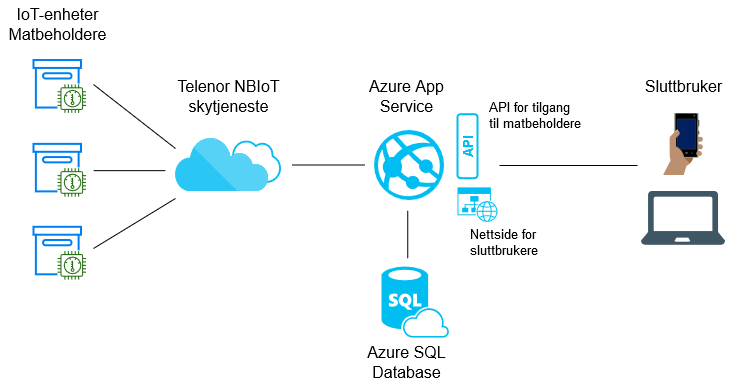 IoT-enheter
Matbeholdere
Telenor NBIoT
skytjeneste
Azure App
Service
API
API for tilgang
til matbeholdere
Nettside for
sluttbrukere
Sluttbruker
SQL
Azure SQL
Database